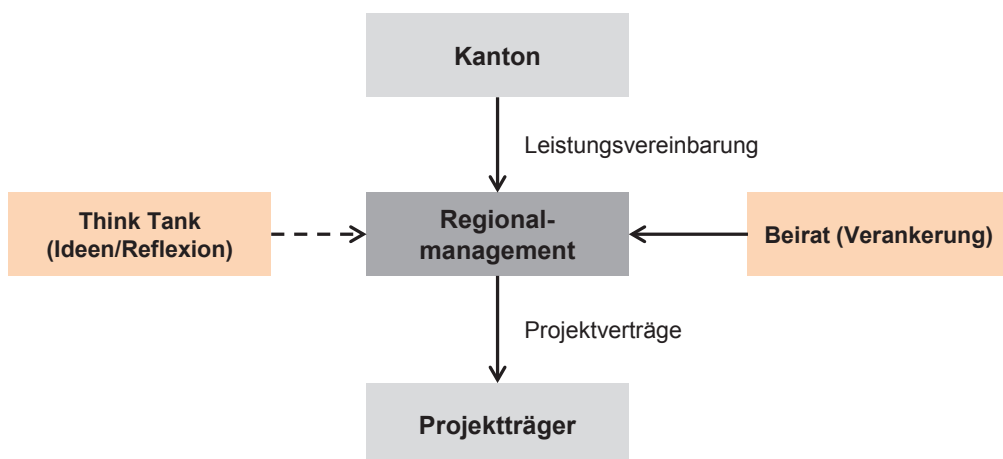 Kanton
Leistungsvereinbarung
Think Tank
(Ideen/Reflexion)
Regional-
management
Beirat (Verankerung)
Projektverträge
Projektträger